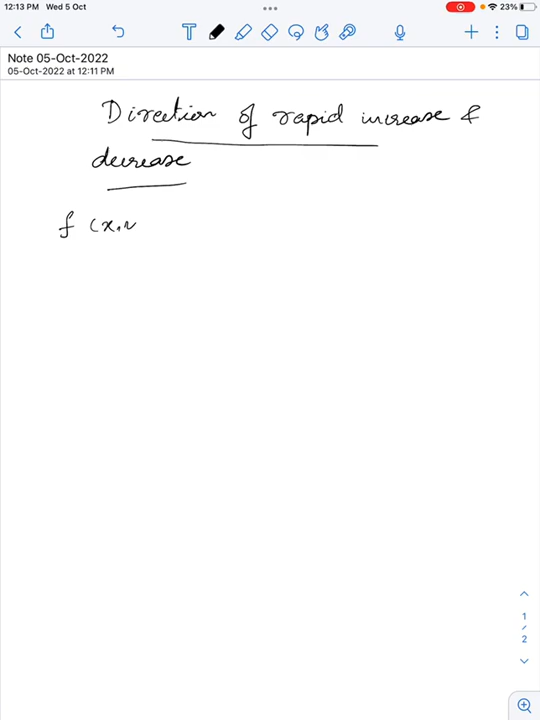 12:13 PM Wed 5 Oct
23%
T
Note 05-Oct-2022
05-Oct-2022 at 12:11 PM
Direction of rapid increase &
decrease
f (x,
1
/
2